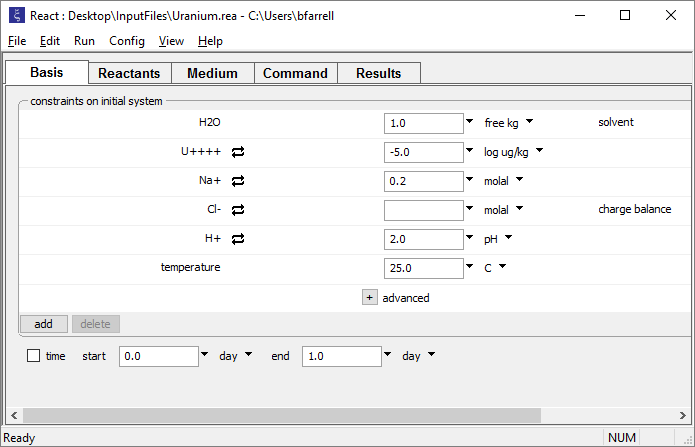 React : Desktop\InputFiles\Uranium.rea - C:\Users\bfarrell
File Edit Run Config View Help
Basis Reactants Medium Command Results
constraints on initial system
H2O 1.0 free kg solvent
U++++ -5.0 log ug/kg
Na+ 0.2 molal
Cl- molal charge balance
H+ 2.0 pH
temperature 25.0 C
+ advanced
add delete
time start 0.0 day end 1.0 day
Ready NUM